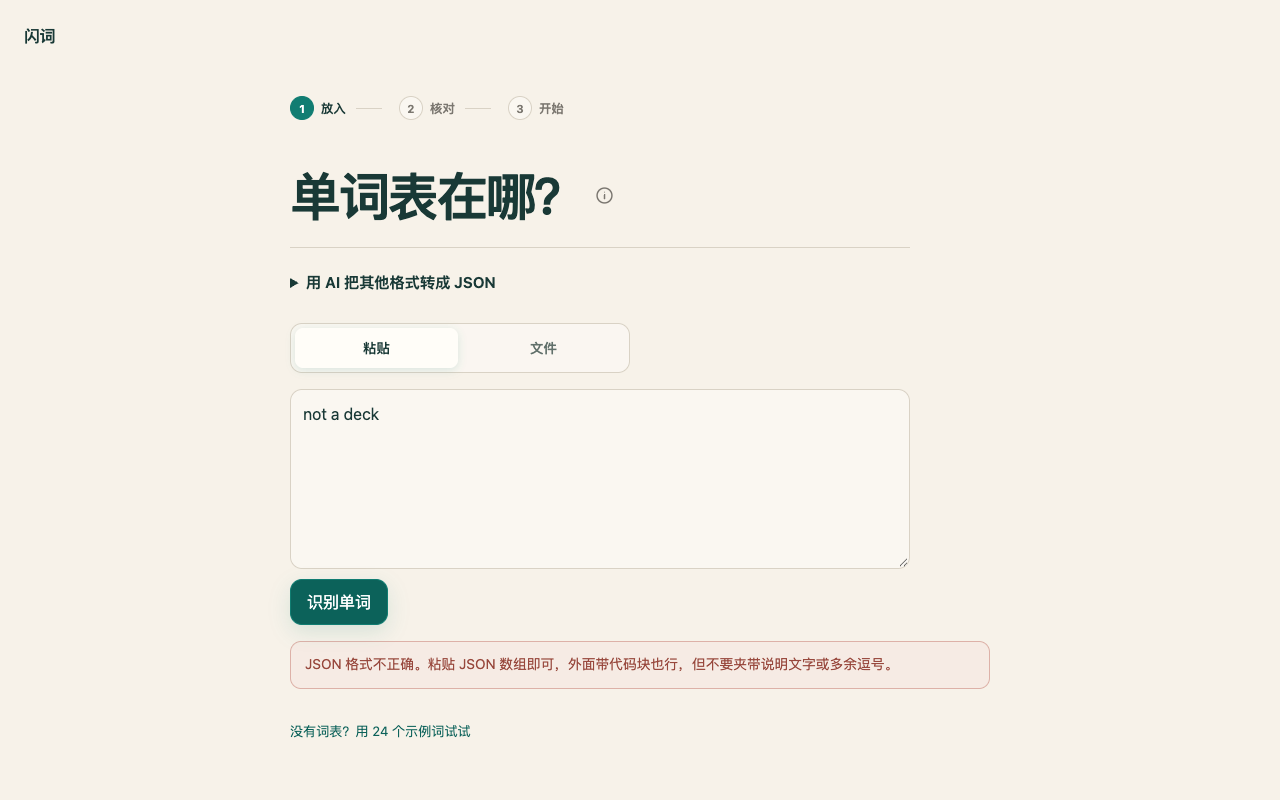 闪词
1 放入
2 核对
3 开始
单词表在哪?
用 AI 把其他格式转成 JSON
粘贴
文件
not a deck
识别单词
JSON 格式不正确。粘贴 JSON 数组即可，外面带代码块也行，但不要夹带说明文字或多余逗号。
没有词表？用 24 个示例词试试